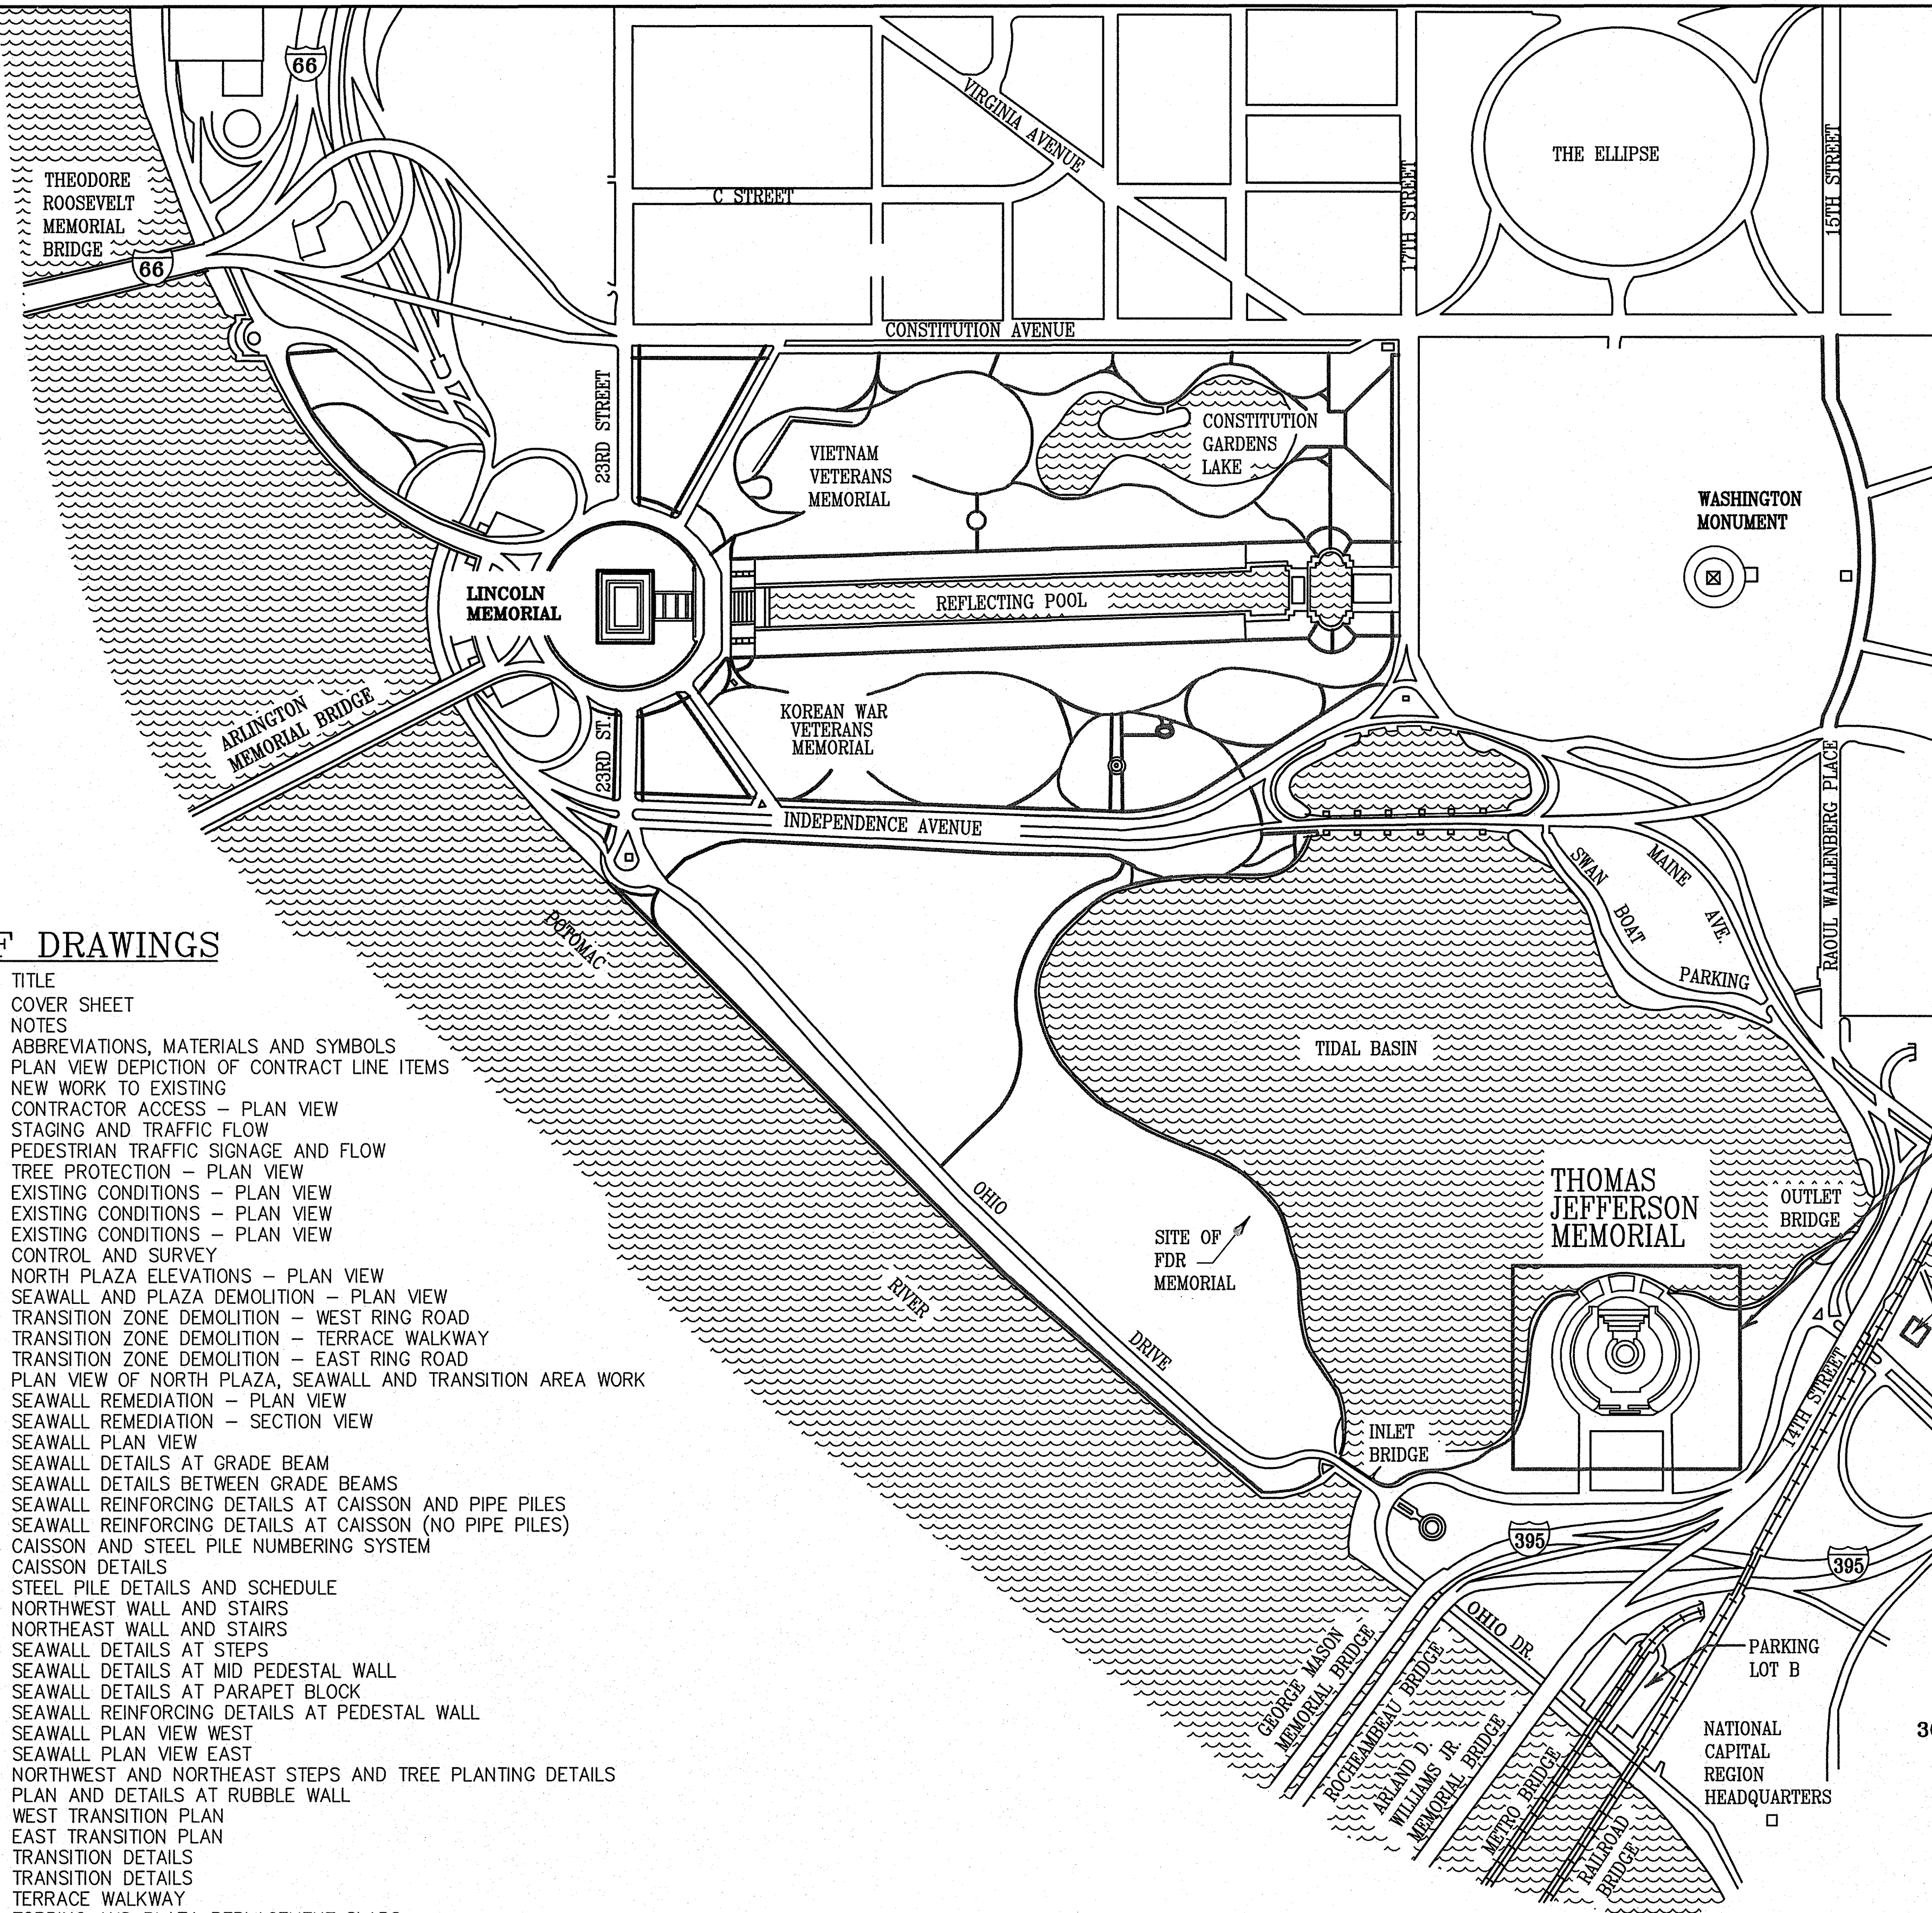 66
THEODORE
ROOSEVELT
MEMORIAL
BRIDGE
66
VIRGINIA AVENUE
C STREET
17TH STREET
THE ELLIPSE
15TH STREET
CONSTITUTION AVENUE
23RD STREET
VIETNAM
VETERANS
MEMORIAL
CONSTITUTION
GARDENS
LAKE
WASHINGTON
MONUMENT
LINCOLN
MEMORIAL
REFLECTING POOL
ARLINGTON
MEMORIAL BRIDGE
23RD ST.
KOREAN WAR
VETERANS
MEMORIAL
INDEPENDENCE AVENUE
RAOUL WALLENBERG PLACE
SWAN
BOAT
PARKING
MAINE
AVE.
POTOMAC
RIVER
TIDAL BASIN
OHIO
DRIVE
SITE OF
FDR
MEMORIAL
THOMAS
JEFFERSON
MEMORIAL
OUTLET
BRIDGE
INLET
BRIDGE
14TH STREET
395
395
OHIO DR.
GEORGE MASON
MEMORIAL BRIDGE
ROCHEAMBEAU BRIDGE
ARLAND D.
WILLIAMS JR.
MEMORIAL BRIDGE
METRO BRIDGE
RAILROAD
BRIDGE
PARKING
LOT B
NATIONAL
CAPITAL
REGION
HEADQUARTERS
F DRAWINGS
TITLE
COVER SHEET
NOTES
ABBREVIATIONS, MATERIALS AND SYMBOLS
PLAN VIEW DEPICTION OF CONTRACT LINE ITEMS
NEW WORK TO EXISTING
CONTRACTOR ACCESS – PLAN VIEW
STAGING AND TRAFFIC FLOW
PEDESTRIAN TRAFFIC SIGNAGE AND FLOW
TREE PROTECTION – PLAN VIEW
EXISTING CONDITIONS – PLAN VIEW
EXISTING CONDITIONS – PLAN VIEW
EXISTING CONDITIONS – PLAN VIEW
CONTROL AND SURVEY
NORTH PLAZA ELEVATIONS – PLAN VIEW
SEAWALL AND PLAZA DEMOLITION – PLAN VIEW
TRANSITION ZONE DEMOLITION – WEST RING ROAD
TRANSITION ZONE DEMOLITION – TERRACE WALKWAY
TRANSITION ZONE DEMOLITION – EAST RING ROAD
PLAN VIEW OF NORTH PLAZA, SEAWALL AND TRANSITION AREA WORK
SEAWALL REMEDIATION – PLAN VIEW
SEAWALL REMEDIATION – SECTION VIEW
SEAWALL PLAN VIEW
SEAWALL DETAILS AT GRADE BEAM
SEAWALL DETAILS BETWEEN GRADE BEAMS
SEAWALL REINFORCING DETAILS AT CAISSON AND PIPE PILES
SEAWALL REINFORCING DETAILS AT CAISSON (NO PIPE PILES)
CAISSON AND STEEL PILE NUMBERING SYSTEM
CAISSON DETAILS
STEEL PILE DETAILS AND SCHEDULE
NORTHWEST WALL AND STAIRS
NORTHEAST WALL AND STAIRS
SEAWALL DETAILS AT STEPS
SEAWALL DETAILS AT MID PEDESTAL WALL
SEAWALL DETAILS AT PARAPET BLOCK
SEAWALL REINFORCING DETAILS AT PEDESTAL WALL
SEAWALL PLAN VIEW WEST
SEAWALL PLAN VIEW EAST
NORTHWEST AND NORTHEAST STEPS AND TREE PLANTING DETAILS
PLAN AND DETAILS AT RUBBLE WALL
WEST TRANSITION PLAN
EAST TRANSITION PLAN
TRANSITION DETAILS
TRANSITION DETAILS
TERRACE WALKWAY